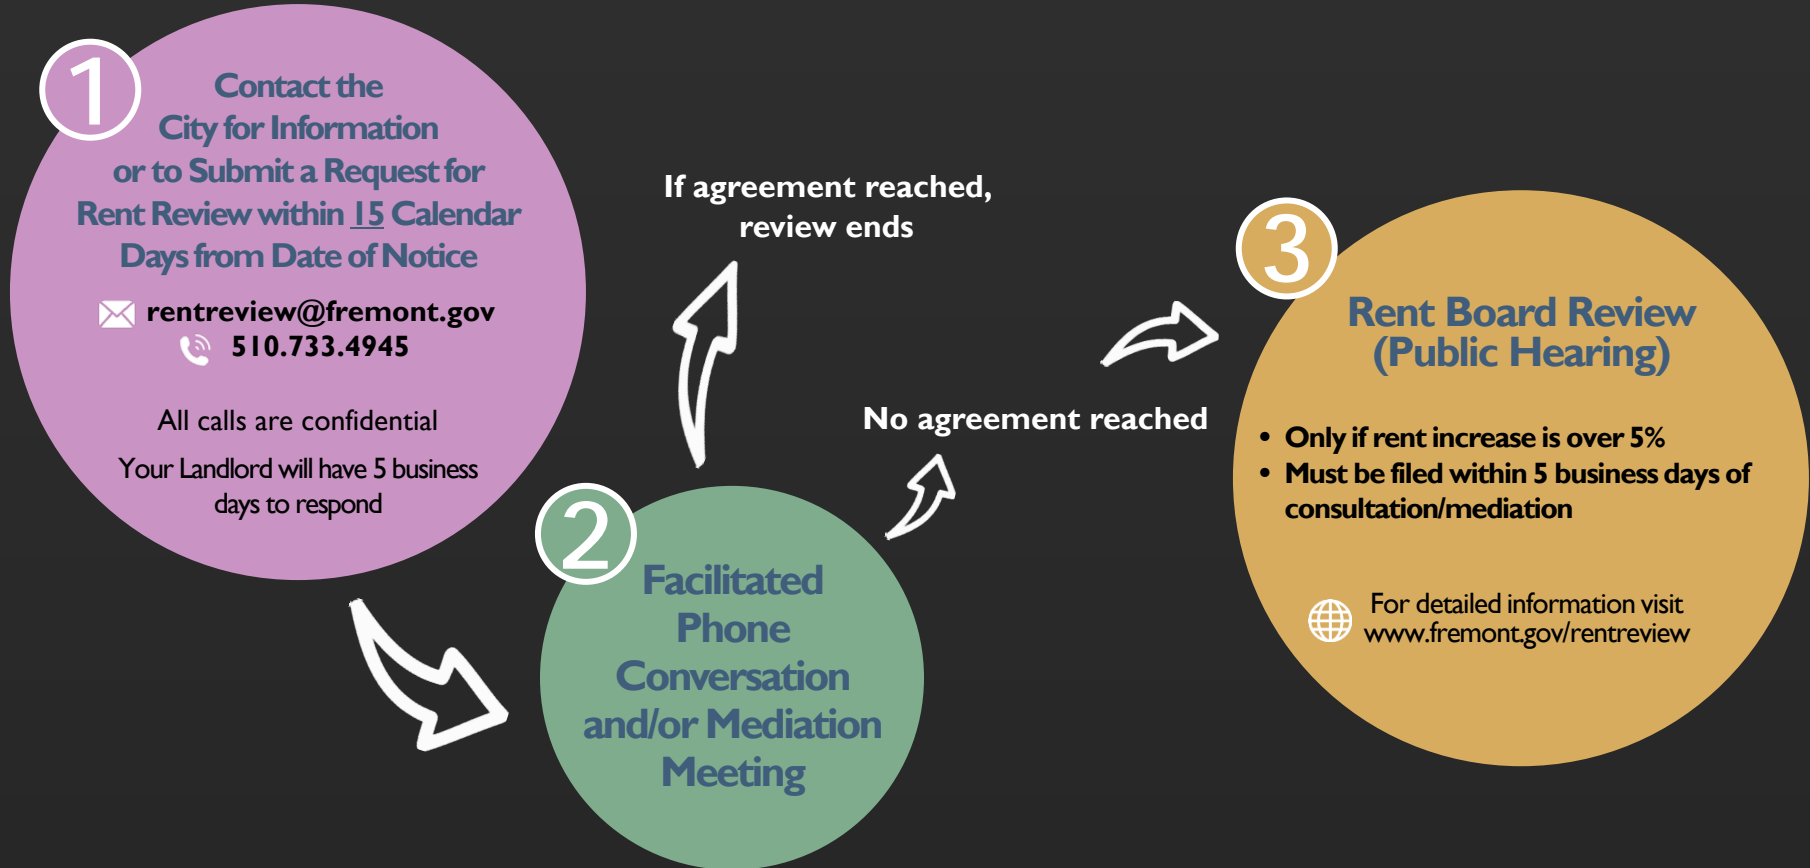 1
Contact the
City for Information
or to Submit a Request for
Rent Review within 15 Calendar
Days from Date of Notice
rentreview@fremont.gov
510.733.4945
All calls are confidential
Your Landlord will have 5 business
days to respond
2
Facilitated
Phone
Conversation
and/or Mediation
Meeting
If agreement reached,
review ends
No agreement reached
3
Rent Board Review
(Public Hearing)
• Only if rent increase is over 5%
• Must be filed within 5 business days of
consultation/mediation
For detailed information visit
www.fremont.gov/rentreview